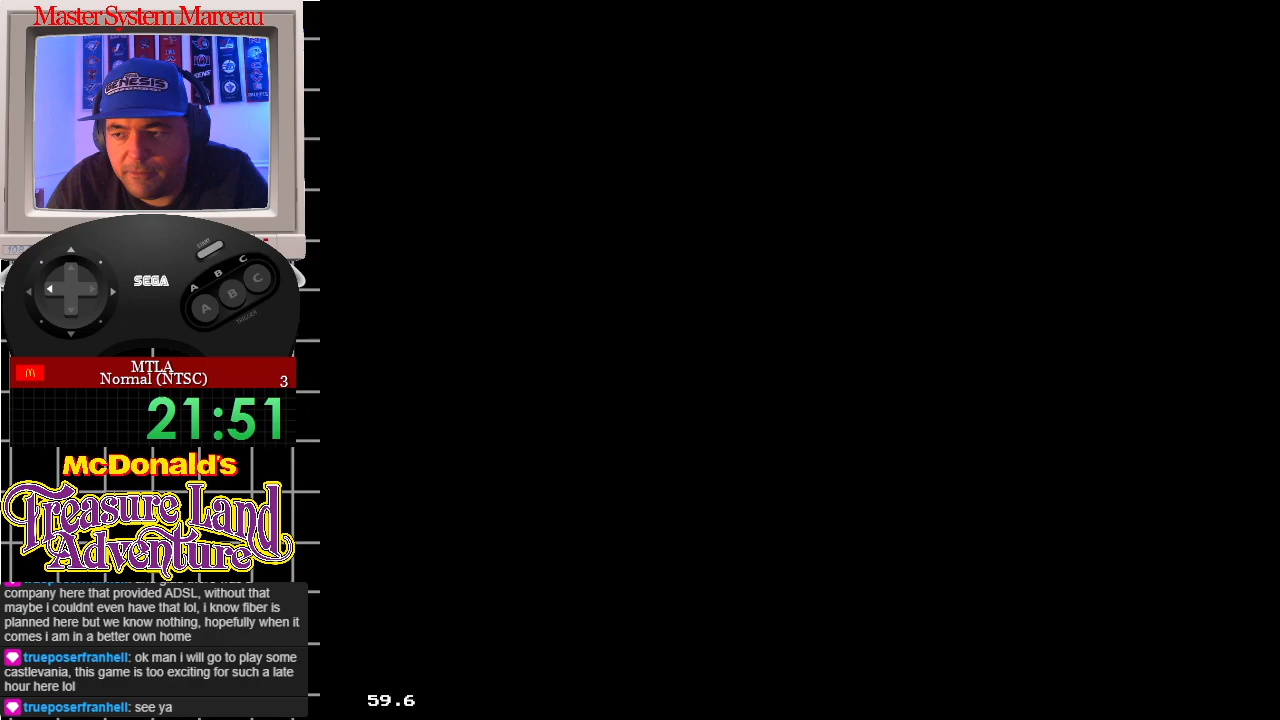 Master System Marceau
GENESIS
START
SEGA
A B C
A B C
TRIGGER
MTLA
Normal (NTSC)
3
21:51
McDonald's
Treasure Land
Adventure
company here that provided ADSL, without that
maybe i couldnt even have that lol, i know fiber is
planned here but we know nothing, hopefully when it
comes i am in a better own home
trueposerfranhell: ok man i will go to play some
castlevania, this game is too exciting for such a late
hour here lol
trueposerfranhell: see ya
59.6